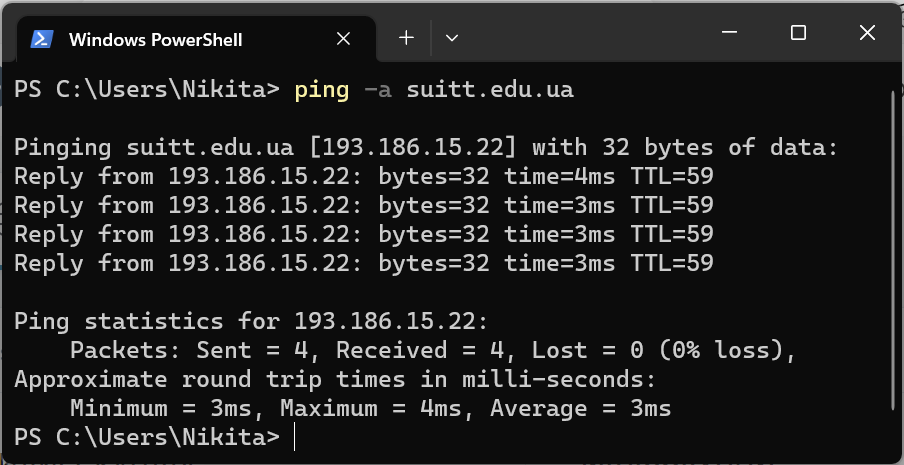 Windows PowerShell
PS C:\Users\Nikita> ping -a suitt.edu.ua
Pinging suitt.edu.ua [193.186.15.22] with 32 bytes of data:
Reply from 193.186.15.22: bytes=32 time=4ms TTL=59
Reply from 193.186.15.22: bytes=32 time=3ms TTL=59
Reply from 193.186.15.22: bytes=32 time=3ms TTL=59
Reply from 193.186.15.22: bytes=32 time=3ms TTL=59
Ping statistics for 193.186.15.22:
    Packets: Sent = 4, Received = 4, Lost = 0 (0% loss),
Approximate round trip times in milli-seconds:
    Minimum = 3ms, Maximum = 4ms, Average = 3ms
PS C:\Users\Nikita>